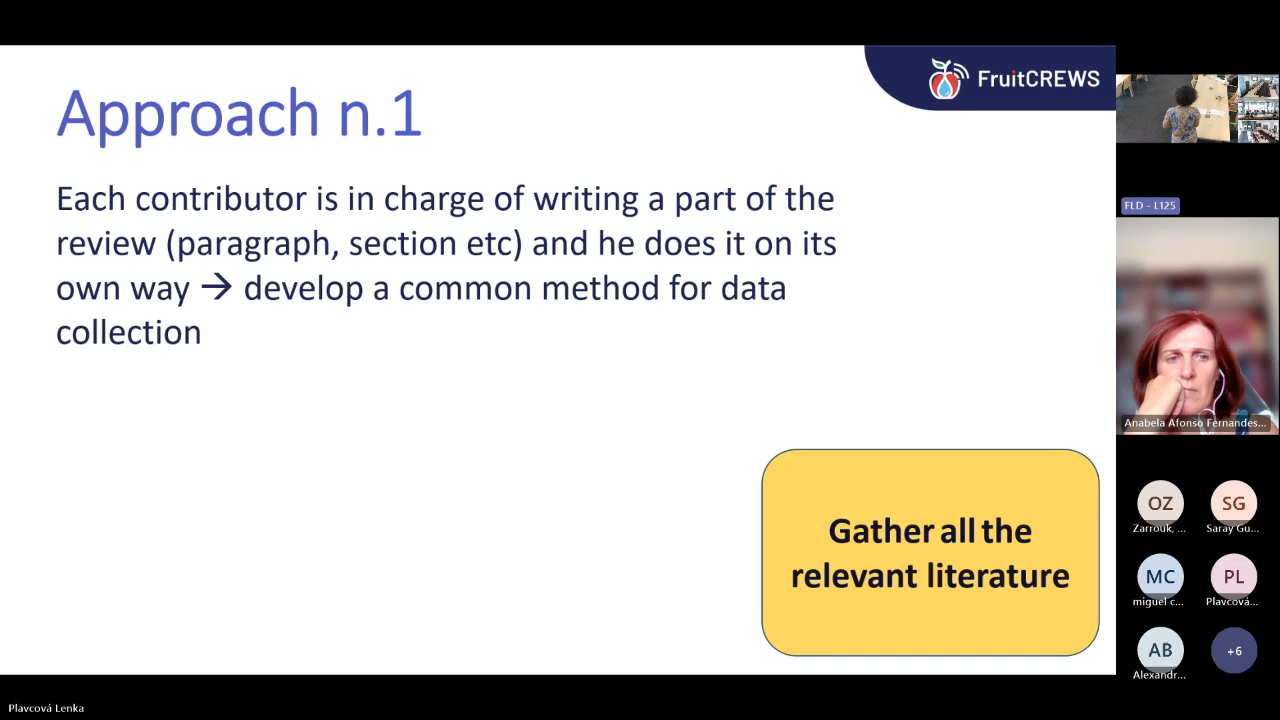 FruitCREWS
Approach n.1
Each contributor is in charge of writing a part of the
review (paragraph, section etc) and he does it on its
own way → develop a common method for data
collection
Gather all the
relevant literature
FLD - L125
Anabela Afonso Fernandes...
OZ
Zarrouk, ...
SG
Saray Gu...
MC
miguel c...
PL
Plavcová...
AB
Alexandr...
+6
Plavcová Lenka